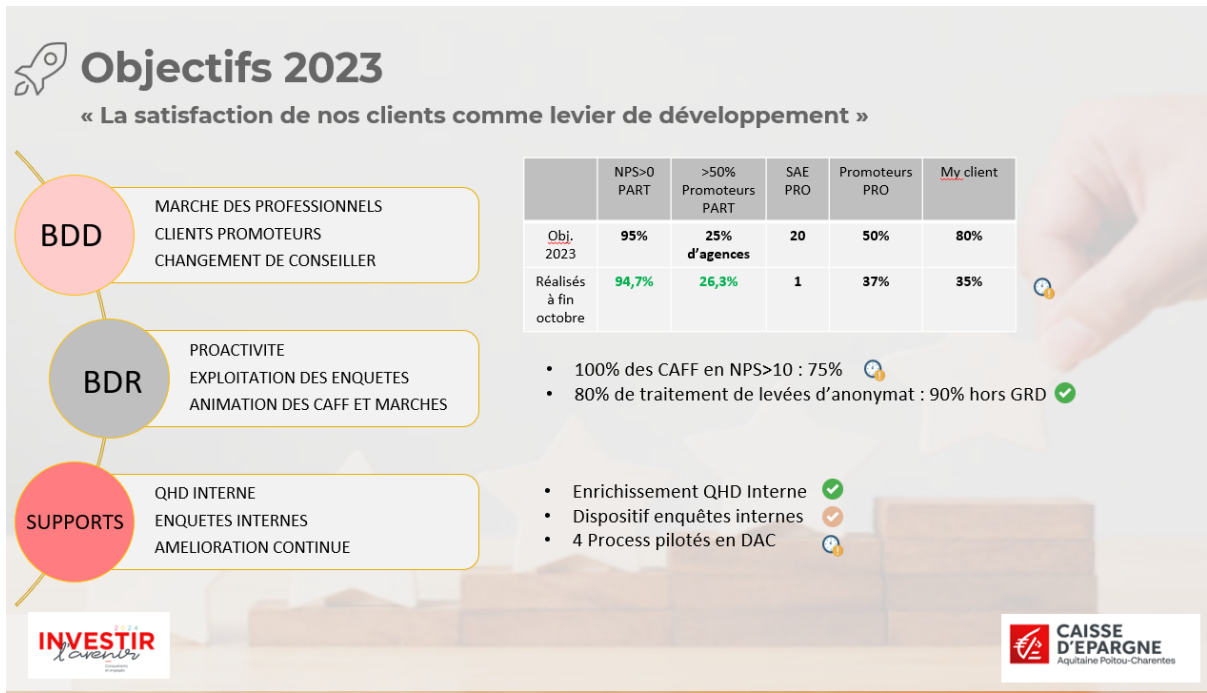 Objectifs 2023
« La satisfaction de nos clients comme levier de développement »
BDD
MARCHE DES PROFESSIONNELS
CLIENTS PROMOTEURS
CHANGEMENT DE CONSEILLER
BDR
PROACTIVITE
EXPLOITATION DES ENQUETES
ANIMATION DES CAFF ET MARCHES
SUPPORTS
QHD INTERNE
ENQUETES INTERNES
AMELIORATION CONTINUE
NPS>0 PART
>50% Promoteurs PART
SAE PRO
Promoteurs PRO
My client
Obj. 2023
95%
25% d’agences
20
50%
80%
Réalisés à fin octobre
94,7%
26,3%
1
37%
35%
• 100% des CAFF en NPS>10 : 75%
• 80% de traitement de levées d’anonymat : 90% hors GRD
• Enrichissement QHD Interne
• Dispositif enquêtes internes
• 4 Process pilotés en DAC
2024
INVESTIR
l'avenir
CAISSE
D'EPARGNE
Aquitaine Poitou-Charentes